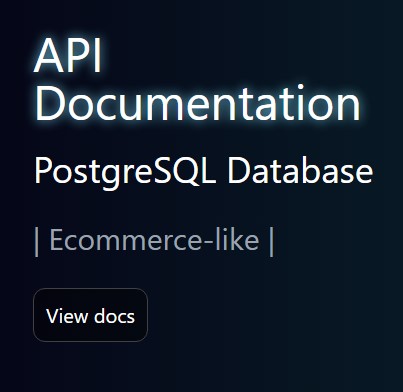 API
Documentation
PostgreSQL Database
| Ecommerce-like |
View docs